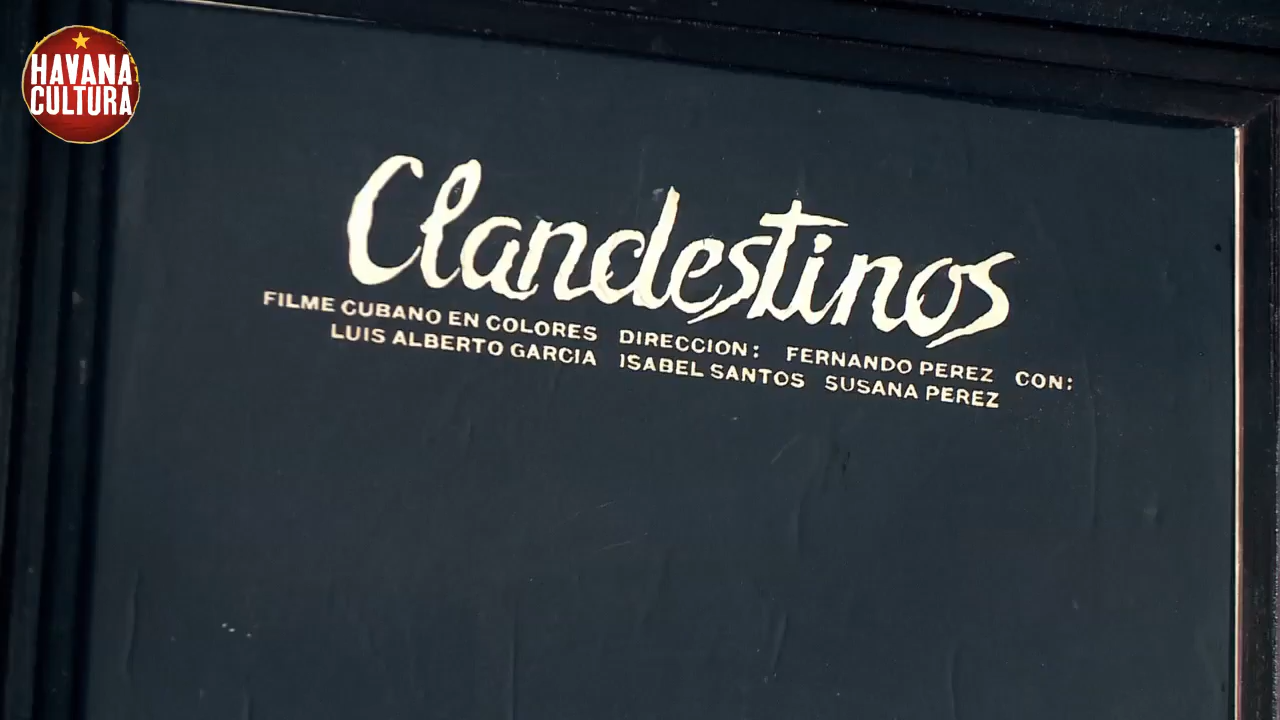 HAVANA
CULTURA
Clandestinos
FILME CUBANO EN COLORES DIRECCION: FERNANDO PEREZ CON:
LUIS ALBERTO GARCIA ISABEL SANTOS SUSANA PEREZ